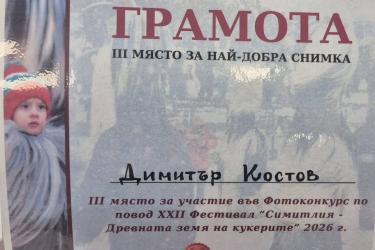 ГРАМОТА
III МЯСТО ЗА НАЙ-ДОБРА СНИМКА
Димитър Костов
III място за участие във Фотоконкурс по
повод XXII Фестивал "Симитлия -
Древната земя на кукерите" 2026 г.